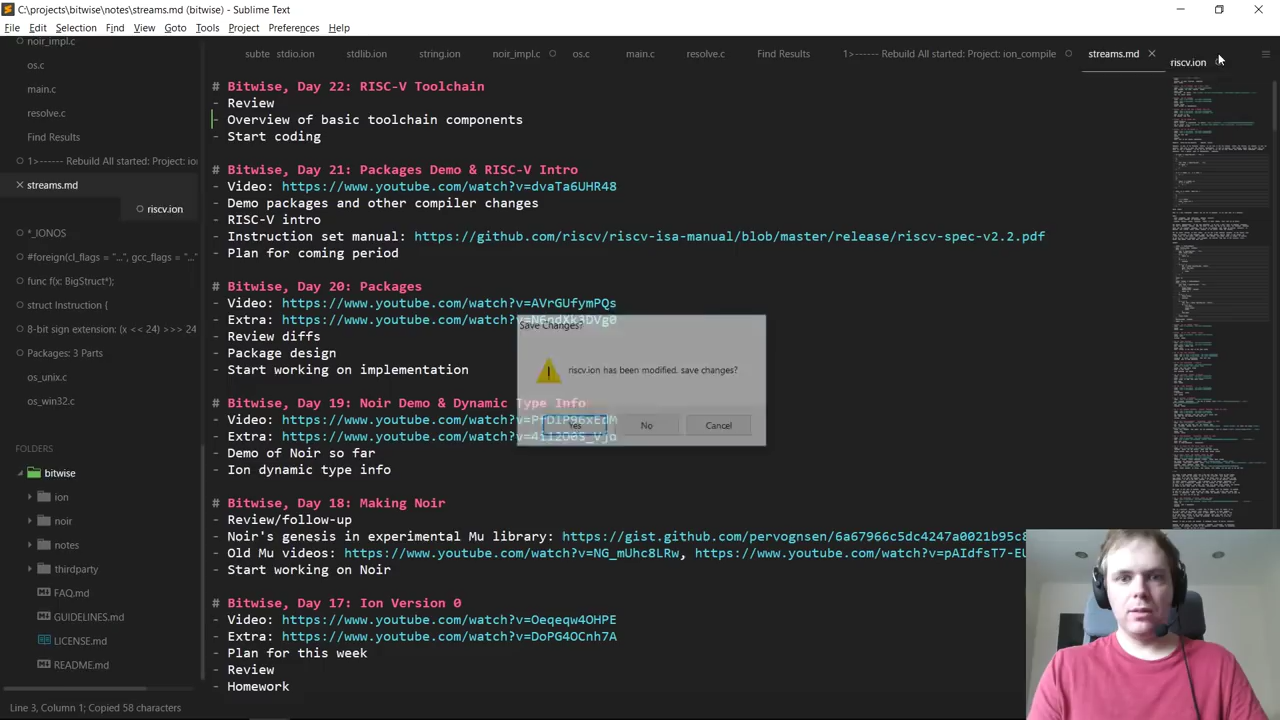 C:\projects\bitwise\notes\streams.md (bitwise) - Sublime Text
File Edit Selection Find View Goto Tools Project Preferences Help
noir_impl.c
os.c
main.c
resolve.c
Find Results
1>------ Rebuild All started: Project: ion
streams.md
riscv.ion
*_IONOS
#foreign(cl_flags = "...", gcc_flags = "..."
func f((x: BigStruct*);
struct Instruction {
8-bit sign extension: (x << 24) >>> 24
Packages: 3 Parts
os_unix.c
os_win32.c
FOLDERS
bitwise
ion
noir
notes
thirdparty
FAQ.md
GUIDELINES.md
LICENSE.md
README.md
subte stdio.ion stdlib.ion string.ion noir_impl.c os.c main.c resolve.c Find Results 1>------ Rebuild All started: Project: ion_compile streams.md riscv.ion
# Bitwise, Day 22: RISC-V Toolchain
- Review
- Overview of basic toolchain components
- Start coding
# Bitwise, Day 21: Packages Demo & RISC-V Intro
- Video: https://www.youtube.com/watch?v=dvaTa6UHR48
- Demo packages and other compiler changes
- RISC-V intro
- Instruction set manual: https://github.com/riscv/riscv-isa-manual/blob/master/release/riscv-spec-v2.2.pdf
- Plan for coming period
# Bitwise, Day 20: Packages
- Video: https://www.youtube.com/watch?v=AVrGUfymPQs
- Extra: https://www.youtube.com/watch?v=N6ndXk3DVg0
- Review diffs
- Package design
- Start working on implementation
# Bitwise, Day 19: Noir Demo & Dynamic Type Info
- Video: https://www.youtube.com/watch?
- Extra: https://www.youtube.com/watch?
- Demo of Noir so far
- Ion dynamic type info
# Bitwise, Day 18: Making Noir
- Review/follow-up
- Noir's genesis in experimental Mu library: https://gist.github.com/pervognsen/6a67966c5dc4247a0021b95c8
- Old Mu videos: https://www.youtube.com/watch?v=NG_mUhc8LRw, https://www.youtube.com/watch?v=pAIdfsT7-EU
- Start working on Noir
# Bitwise, Day 17: Ion Version 0
- Video: https://www.youtube.com/watch?v=Oeqeqw4OHPE
- Extra: https://www.youtube.com/watch?v=DoPG4OCnh7A
- Plan for this week
- Review
- Homework
Save Changes?
riscv.ion has been modified. save changes?
Yes No Cancel
Line 3, Column 1; Copied 58 characters